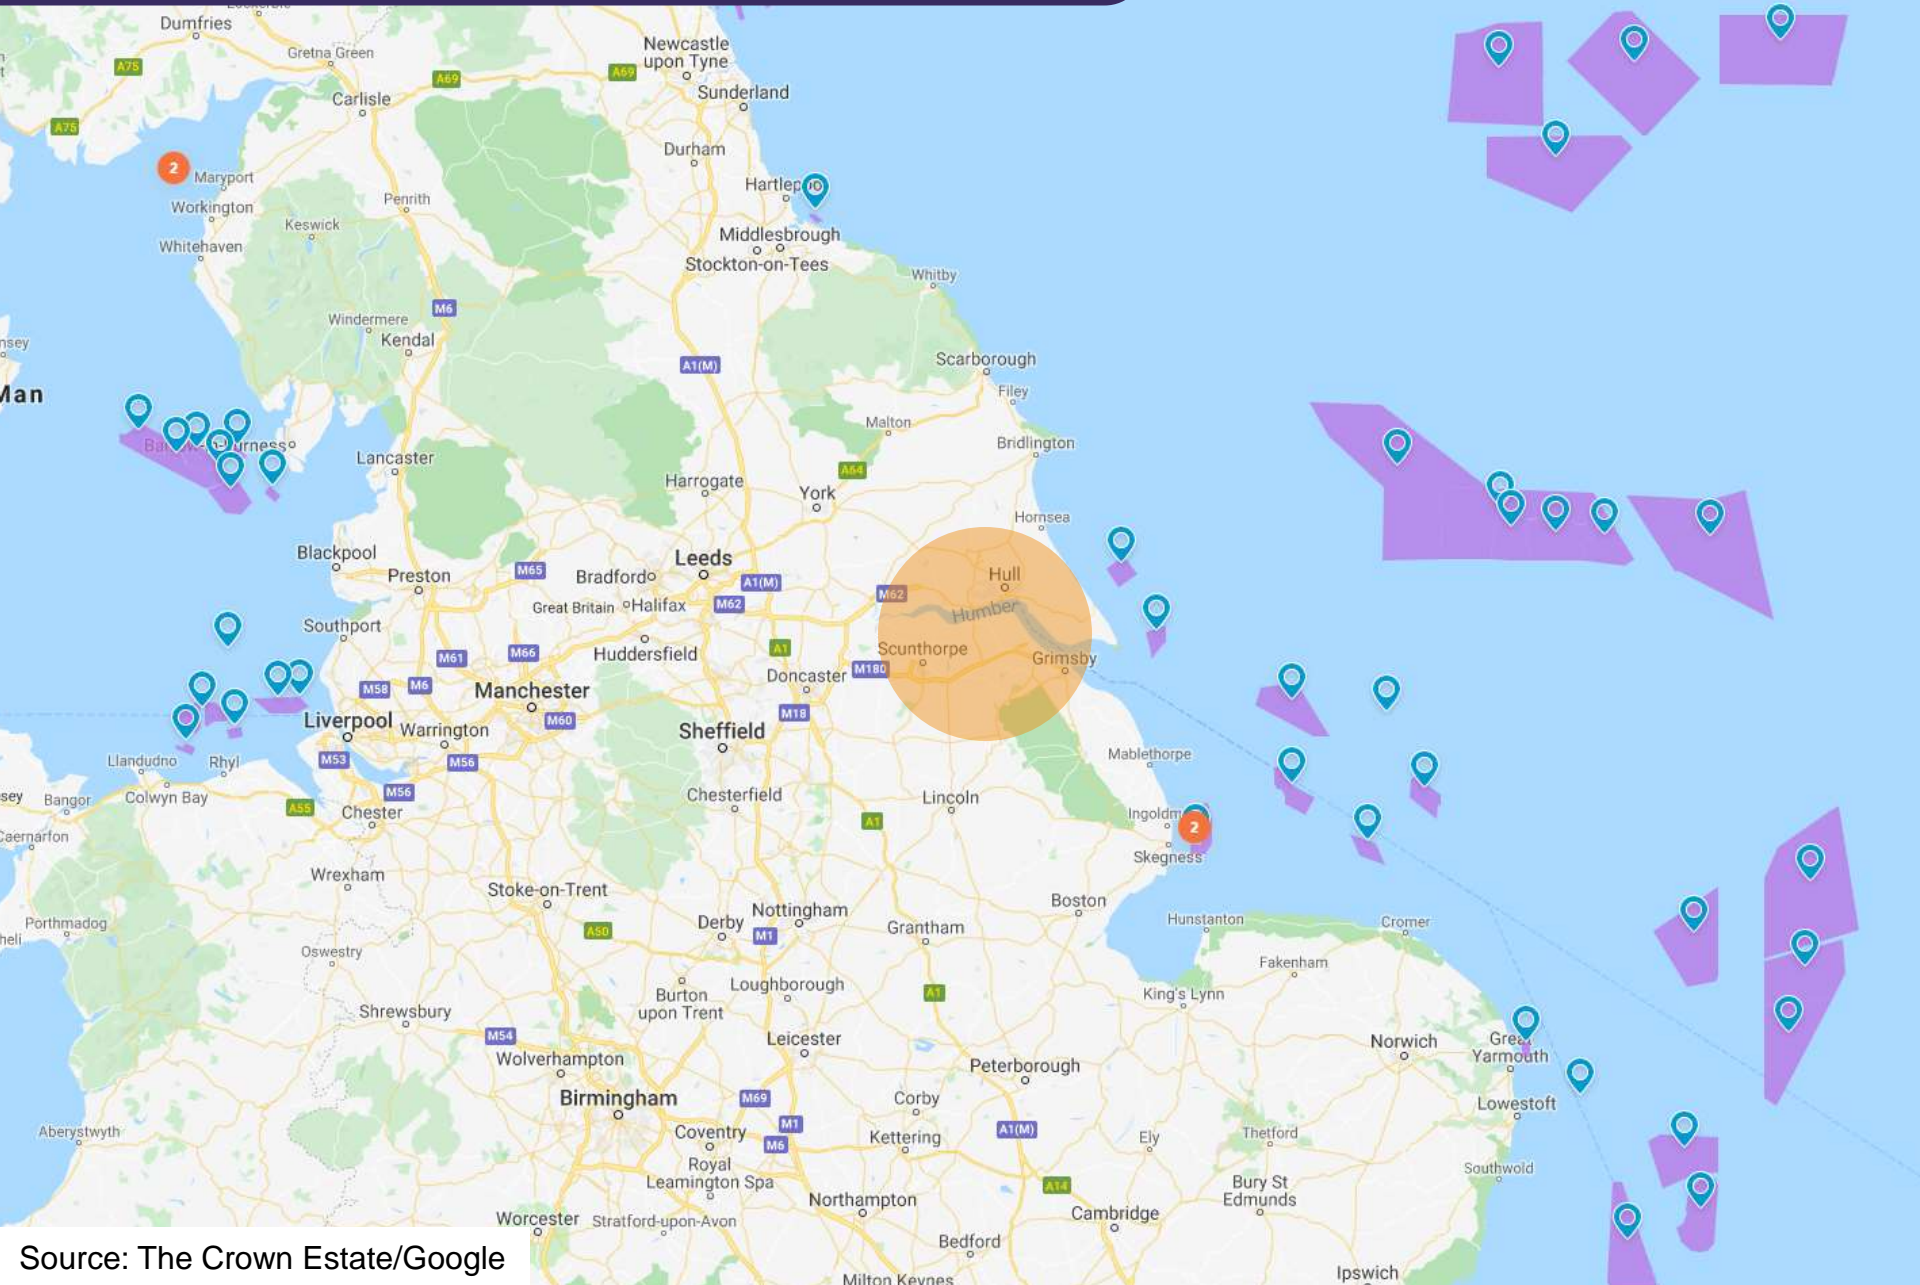 Dumfries
Newcastle
upon Tyne
Gretna Green
A75
A69
A69
Sunderland
Carlisle
A75
Durham
2
Maryport
Hartlep
Penrith
Workington
Keswick
Middlesbrough
Whitehaven
Stockton-on-Tees
Whitby
M6
Windermere
Kendal
nsey
Scarborough
A1(M)
Man
Filey
Malton
Bridlington
Lancaster
A64
Harrogate
York
Hornsea
Blackpool
Leeds
Preston
M65
Bradford
A1(M)
Hull
M62
Great Britain
Halifax
M62
Humber
Southport
Huddersfield
A1
Scunthorpe
M61
M66
Grimsby
M180
Doncaster
M58
M6
Manchester
M60
M18
Liverpool
Warrington
Sheffield
Mablethorpe
Llandudno
Rhyl
M53
M56
sey
Bangor
Colwyn Bay
M56
Chesterfield
Lincoln
A55
Chester
Ingoldm
A1
2
Caernarfon
Skegness
Wrexham
Stoke-on-Trent
Boston
Nottingham
Derby
Porthmadog
heli
A50
M1
Grantham
Hunstanton
Cromer
Oswestry
Fakenham
Loughborough
Burton
upon Trent
A1
King's Lynn
Shrewsbury
Leicester
M54
Norwich
Great
Yarmouth
Wolverhampton
Peterborough
Birmingham
M69
Corby
Lowestoft
M1
Aberystwyth
Coventry
M6
Kettering
A1(M)
Ely
Thetford
Royal
Leamington Spa
Southwold
A14
Bury St
Edmunds
Northampton
Worcester
Stratford-upon-Avon
Cambridge
Bedford
Source: The Crown Estate/Google
Milton Keynes
Ipswich